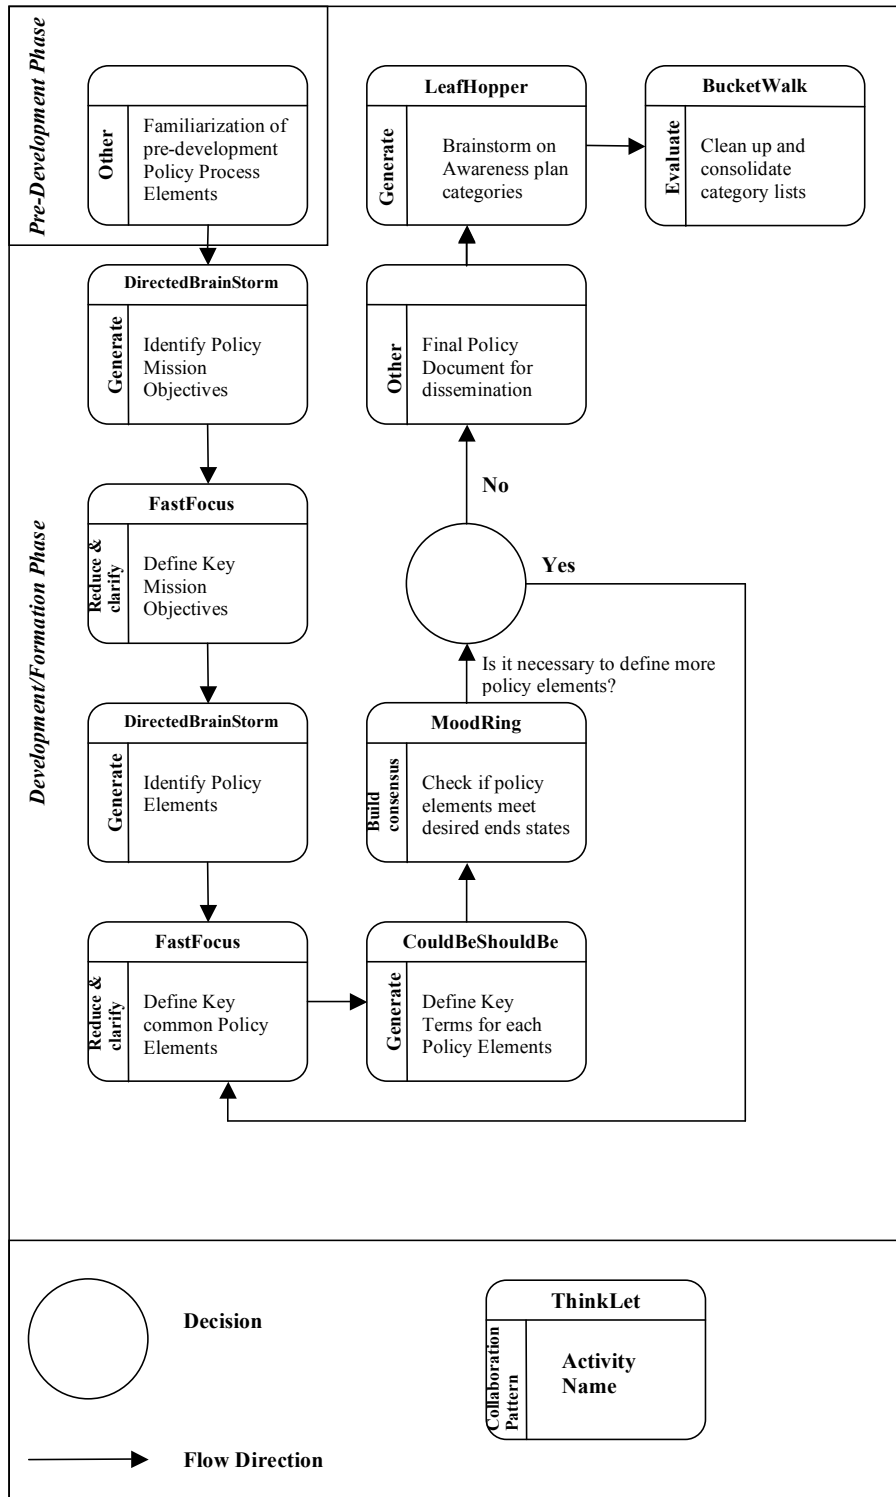 Pre-Development Phase
Other
Familiarization of
pre-development
Policy Process
Elements
DirectedBrainStorm
Generate
Identify Policy
Mission
Objectives
Development/Formation Phase
FastFocus
Reduce &
clarify
Define Key
Mission
Objectives
DirectedBrainStorm
Generate
Identify Policy
Elements
FastFocus
Reduce &
clarify
Define Key
common Policy
Elements
CouldBeShouldBe
Generate
Define Key
Terms for each
Policy Elements
MoodRing
Build
consensus
Check if policy
elements meet
desired ends states
Is it necessary to define more
policy elements?
Yes
No
Other
Final Policy
Document for
dissemination
LeafHopper
Generate
Brainstorm on
Awareness plan
categories
BucketWalk
Evaluate
Clean up and
consolidate
category lists
Decision
Flow Direction
ThinkLet
Collaboration
Pattern
Activity
Name